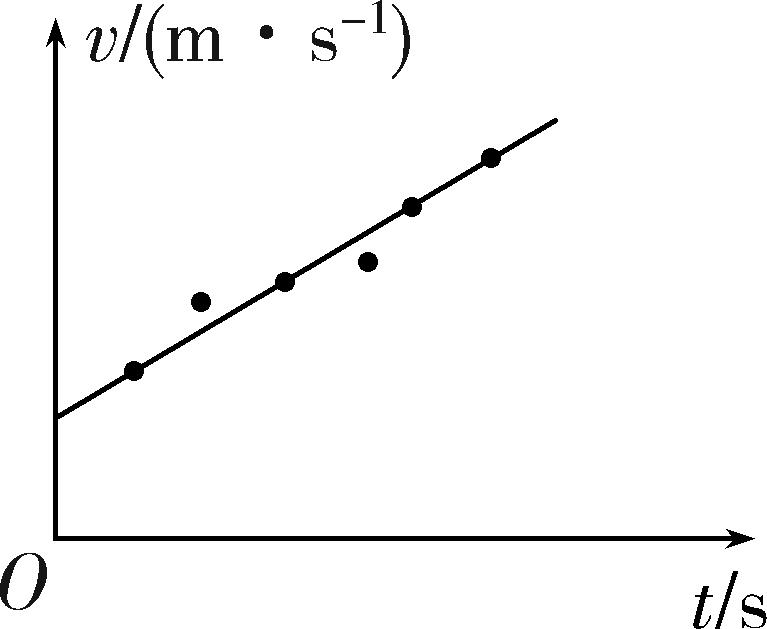 v/(m · s⁻¹)
O
t/s